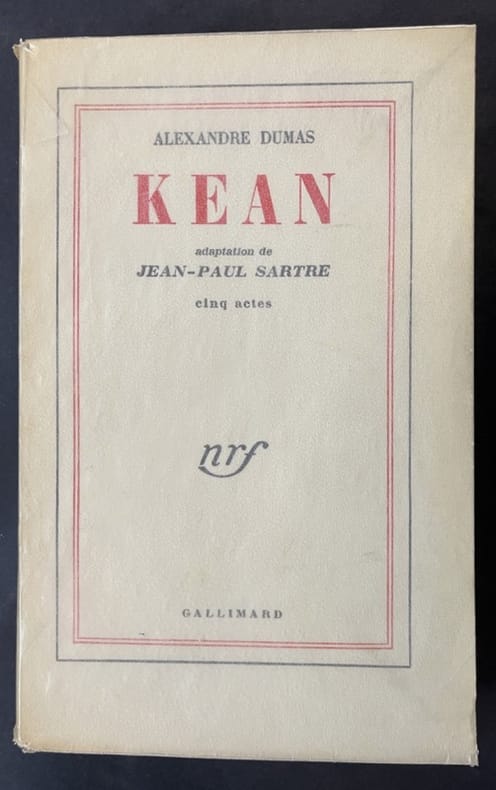 ALEXANDRE DUMAS
KEAN
adaptation de
JEAN-PAUL SARTRE
cinq actes
nrf
GALLIMARD